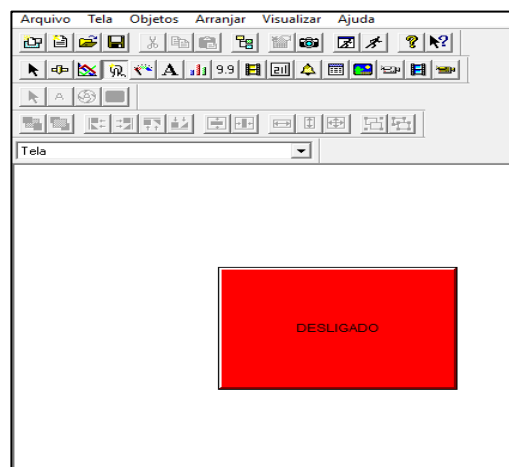 Arquivo Tela Objetos Arranjar Visualizar Ajuda
A 9.9
A
Tela
DESLIGADO